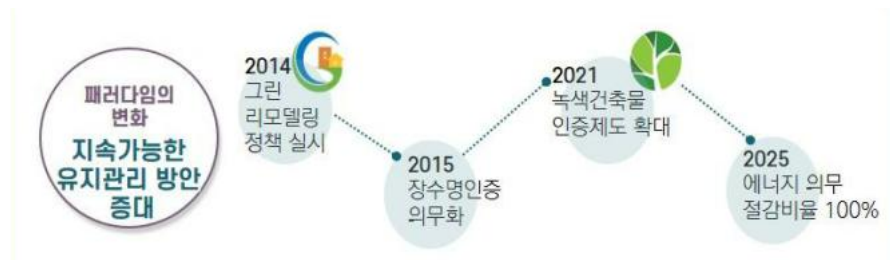 패러다임의
변화
지속가능한
유지관리 방안
증대
2014
그린
리모델링
정책 실시
2015
장수명인증
의무화
2021
녹색건축물
인증제도 확대
2025
에너지 의무
절감비율 100%